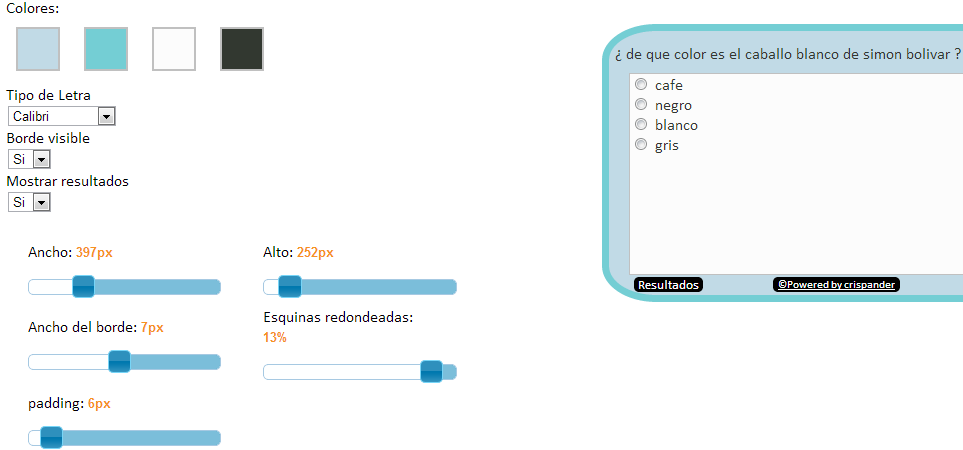 Colores:
Tipo de Letra
Calibri
Borde visible
Si
Mostrar resultados
Si
Ancho: 397px
Alto: 252px
Ancho del borde: 7px
Esquinas redondeadas:
13%
padding: 6px
¿ de que color es el caballo blanco de simon bolivar ?
cafe
negro
blanco
gris
Resultados
©Powered by crispander